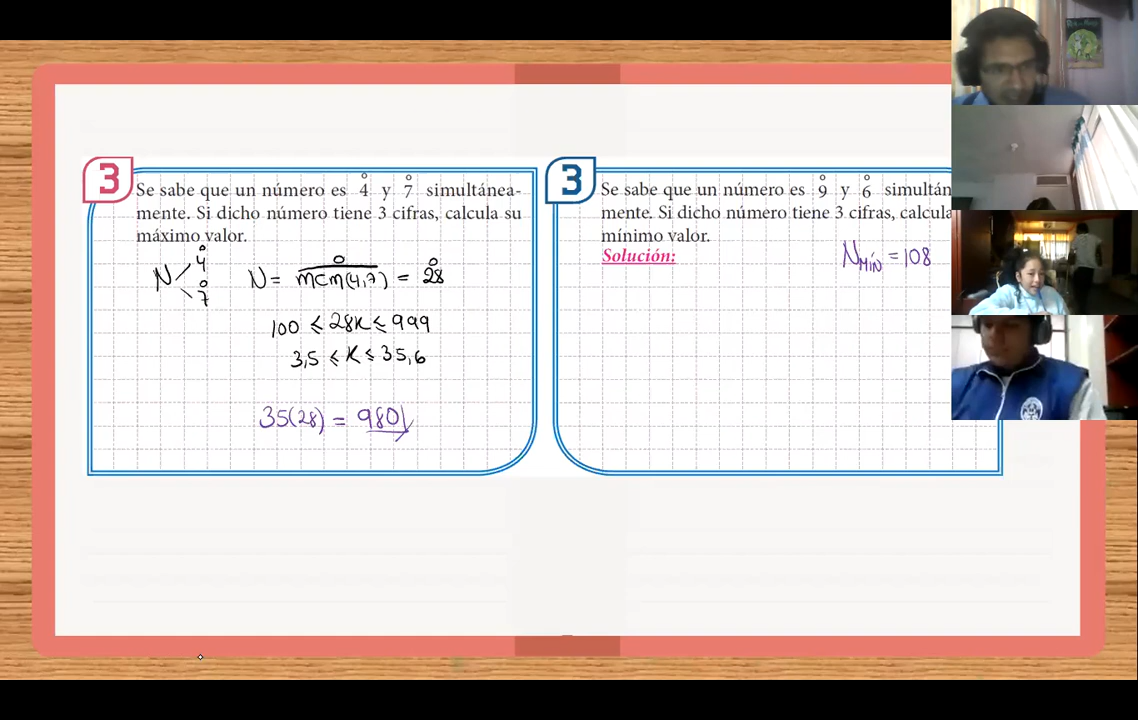 3
Se sabe que un número es 4̊ y 7̊ simultánea-
mente. Si dicho número tiene 3 cifras, calcula su
máximo valor.
N 4̊ 7̊
N = mcm(4,7)̊ = 28̊
100 ≤ 28K ≤ 999
3,5 ≤ K ≤ 35,6
35(28) = 980
3
Se sabe que un número es 9̊ y 6̊ simultán
mente. Si dicho número tiene 3 cifras, calcula
mínimo valor.
Solución:
N MÍN = 108